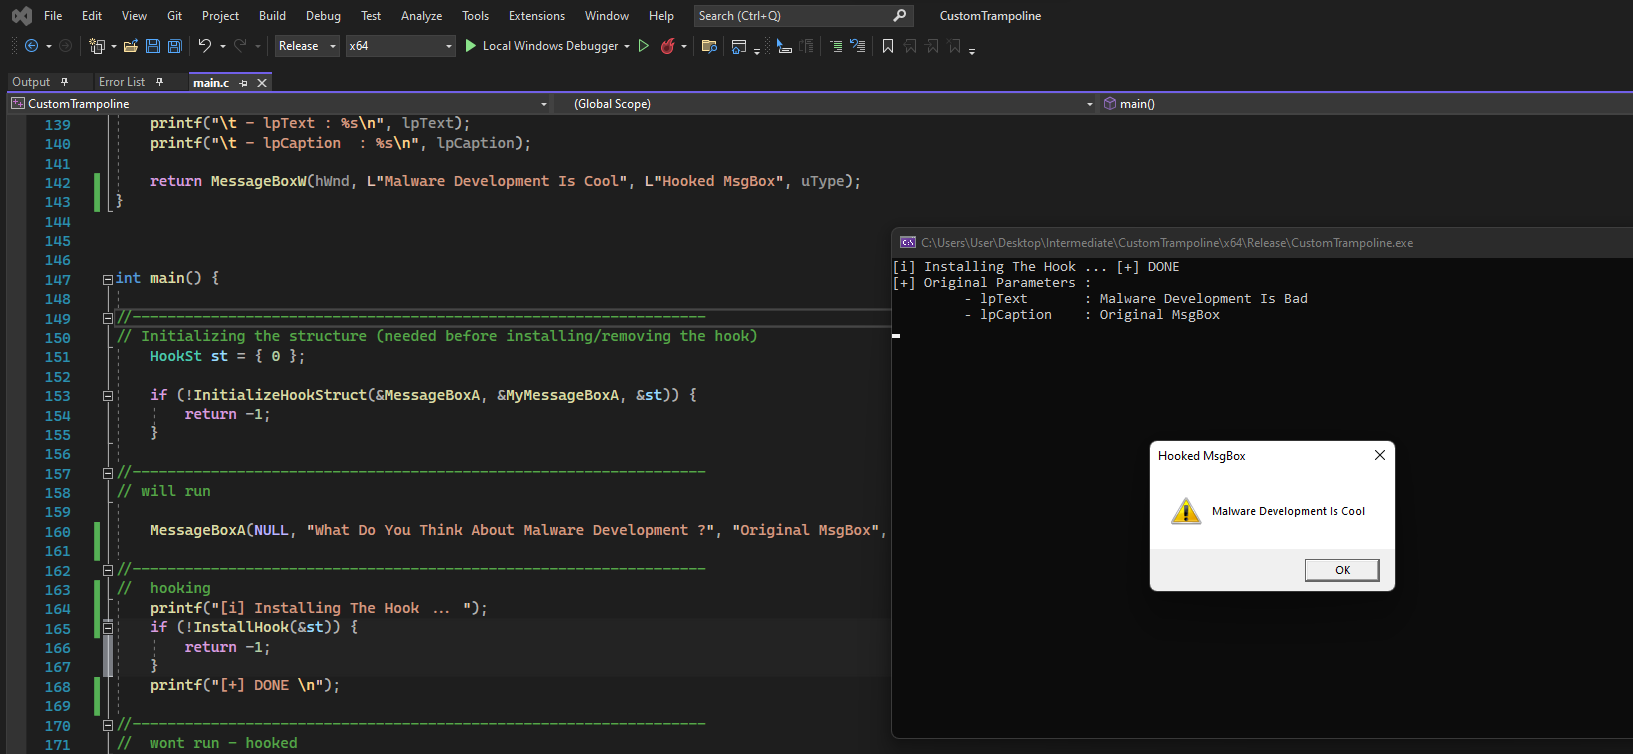 File Edit View Git Project Build Debug Test Analyze Tools Extensions Window Help Search (Ctrl+Q) CustomTrampoline
Release x64 Local Windows Debugger
Output Error List main.c
CustomTrampoline (Global Scope) main()
139 printf("\t - lpText : %s\n", lpText);
140 printf("\t - lpCaption  : %s\n", lpCaption);
141
142 return MessageBoxW(hWnd, L"Malware Development Is Cool", L"Hooked MsgBox", uType);
143 }
144
145
146
147 int main() {
148
149 //------------------------------------------------------------------
150 // Initializing the structure (needed before installing/removing the hook)
151 HookSt st = { 0 };
152
153 if (!InitializeHookStruct(&MessageBoxA, &MyMessageBoxA, &st)) {
154 return -1;
155 }
156
157 //------------------------------------------------------------------
158 // will run
159
160 MessageBoxA(NULL, "What Do You Think About Malware Development ?", "Original MsgBox",
161
162 //------------------------------------------------------------------
163 //  hooking
164 printf("[i] Installing The Hook ... ");
165 if (!InstallHook(&st)) {
166 return -1;
167 }
168 printf("[+] DONE \n");
169
170 //------------------------------------------------------------------
171 //  wont run - hooked
C:\Users\User\Desktop\Intermediate\CustomTrampoline\x64\Release\CustomTrampoline.exe
[i] Installing The Hook ... [+] DONE
[+] Original Parameters :
- lpText : Malware Development Is Bad
- lpCaption : Original MsgBox
Hooked MsgBox
Malware Development Is Cool
OK